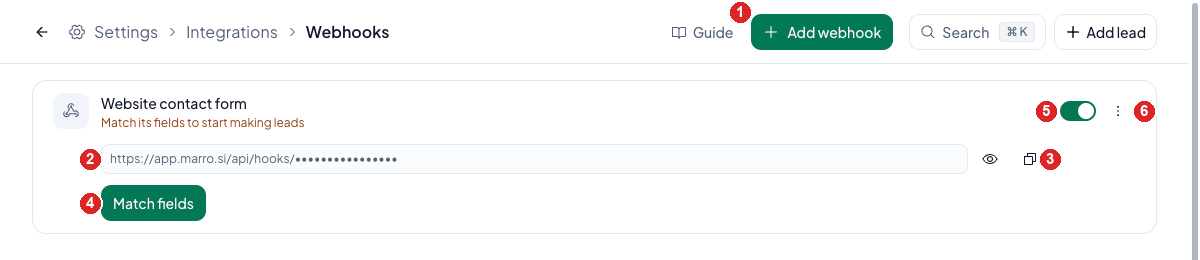 Settings > Integrations > Webhooks
Guide
1
+ Add webhook
Search ⌘ K
+ Add lead
Website contact form
Match its fields to start making leads
5
6
2
https://app.marro.si/api/hooks/•••••••••••••••
3
4
Match fields